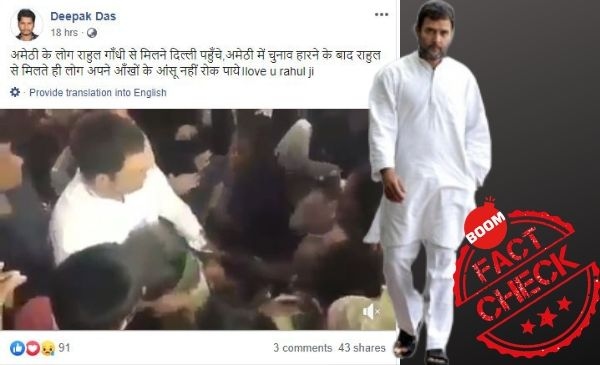 Deepak Das
18 hrs ·
अमेठी के लोग राहुल गाँधी से मिलने दिल्ली पहुँचे,अमेठी में चुनाव हारने के बाद राहुल
से मिलते ही लोग अपने आँखों के आंसू नहीं रोक पाये।love u rahul ji
· Provide translation into English
91
3 comments 43 shares
BOOM
FACT
CHECK